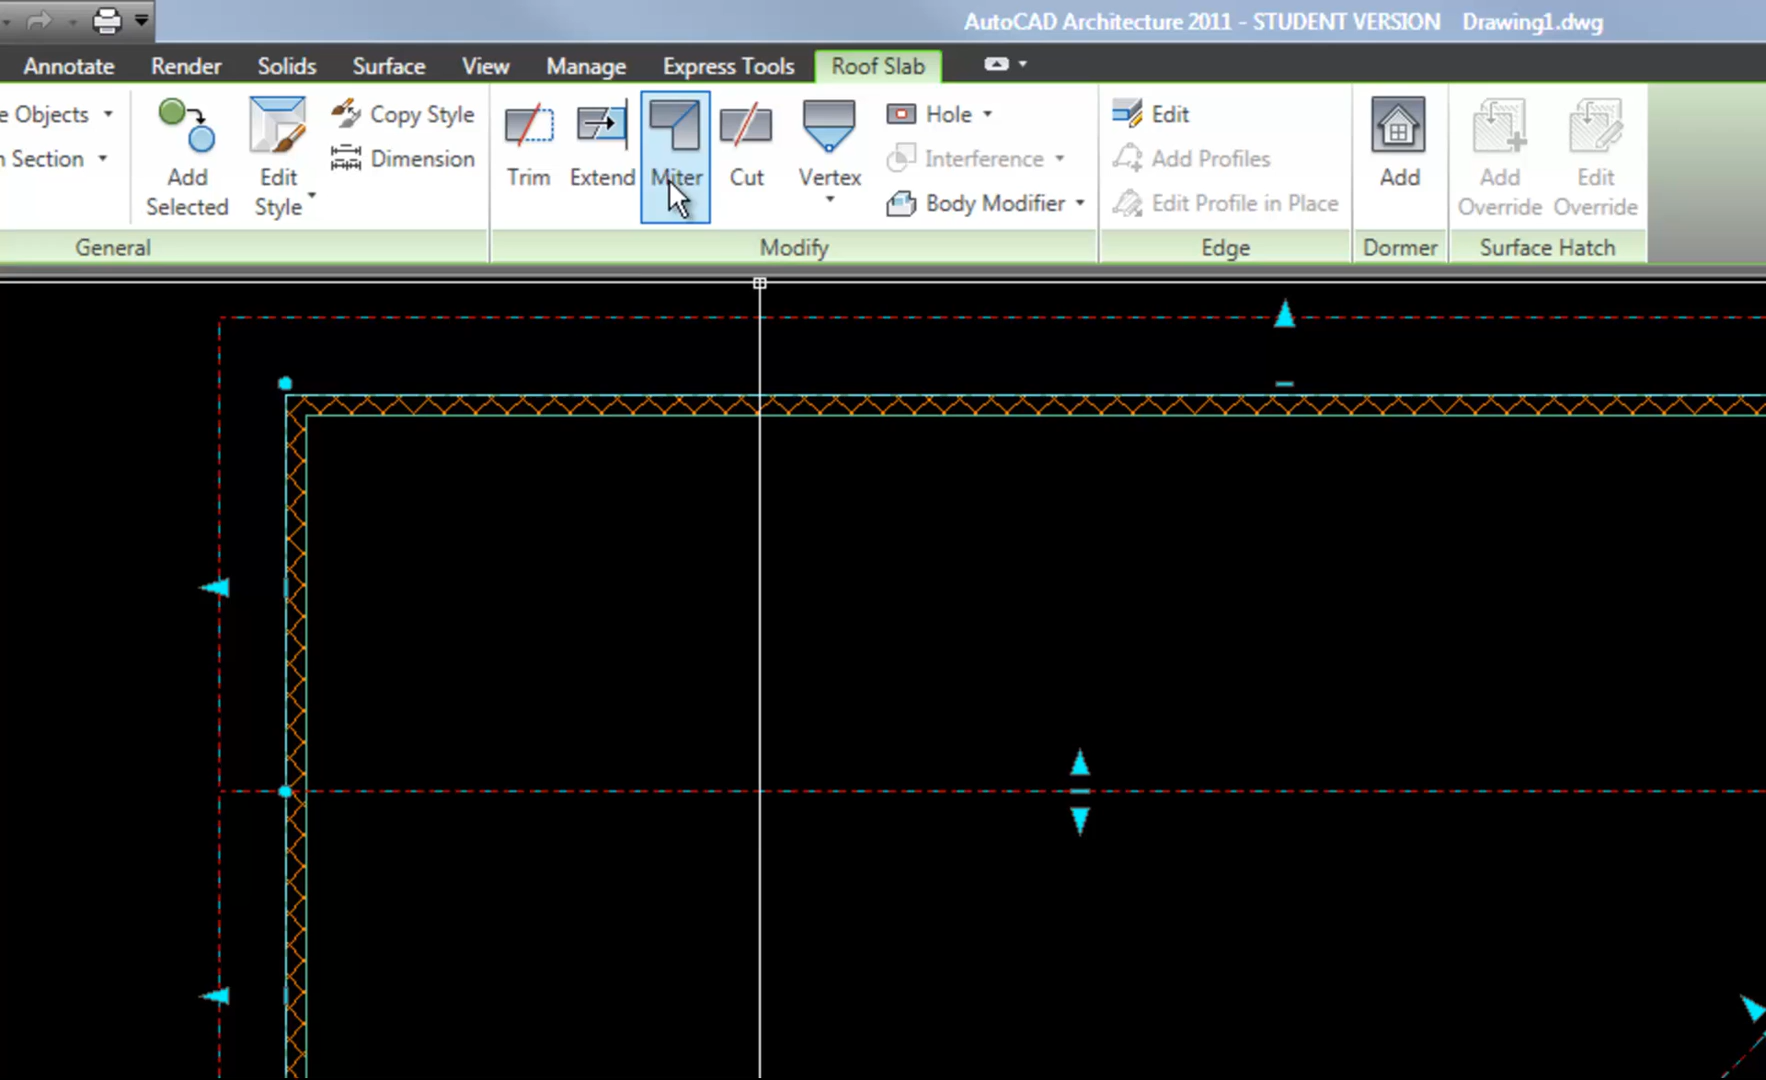 AutoCAD Architecture 2011 - STUDENT VERSION Drawing1.dwg
Annotate Render Solids Surface View Manage Express Tools Roof Slab
e Objects
n Section
Add Selected
Edit Style
Copy Style
Dimension
General
Trim Extend Miter Cut Vertex
Hole
Interference
Body Modifier
Modify
Edit
Add Profiles
Edit Profile in Place
Edge
Add
Dormer
Add Override
Edit Override
Surface Hatch